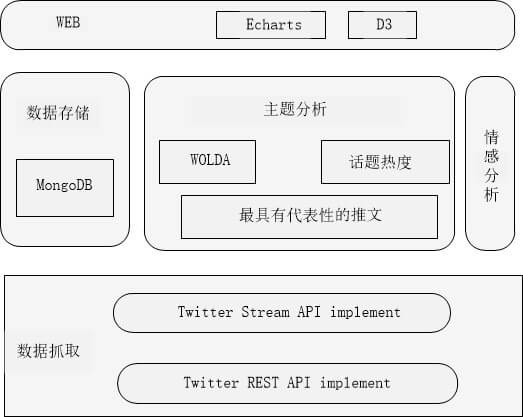 WEB
Echarts
D3
数据存储
MongoDB
主题分析
WOLDA
话题热度
最具有代表性的推文
情
感
分
析
数据抓取
Twitter Stream API implement
Twitter REST API implement